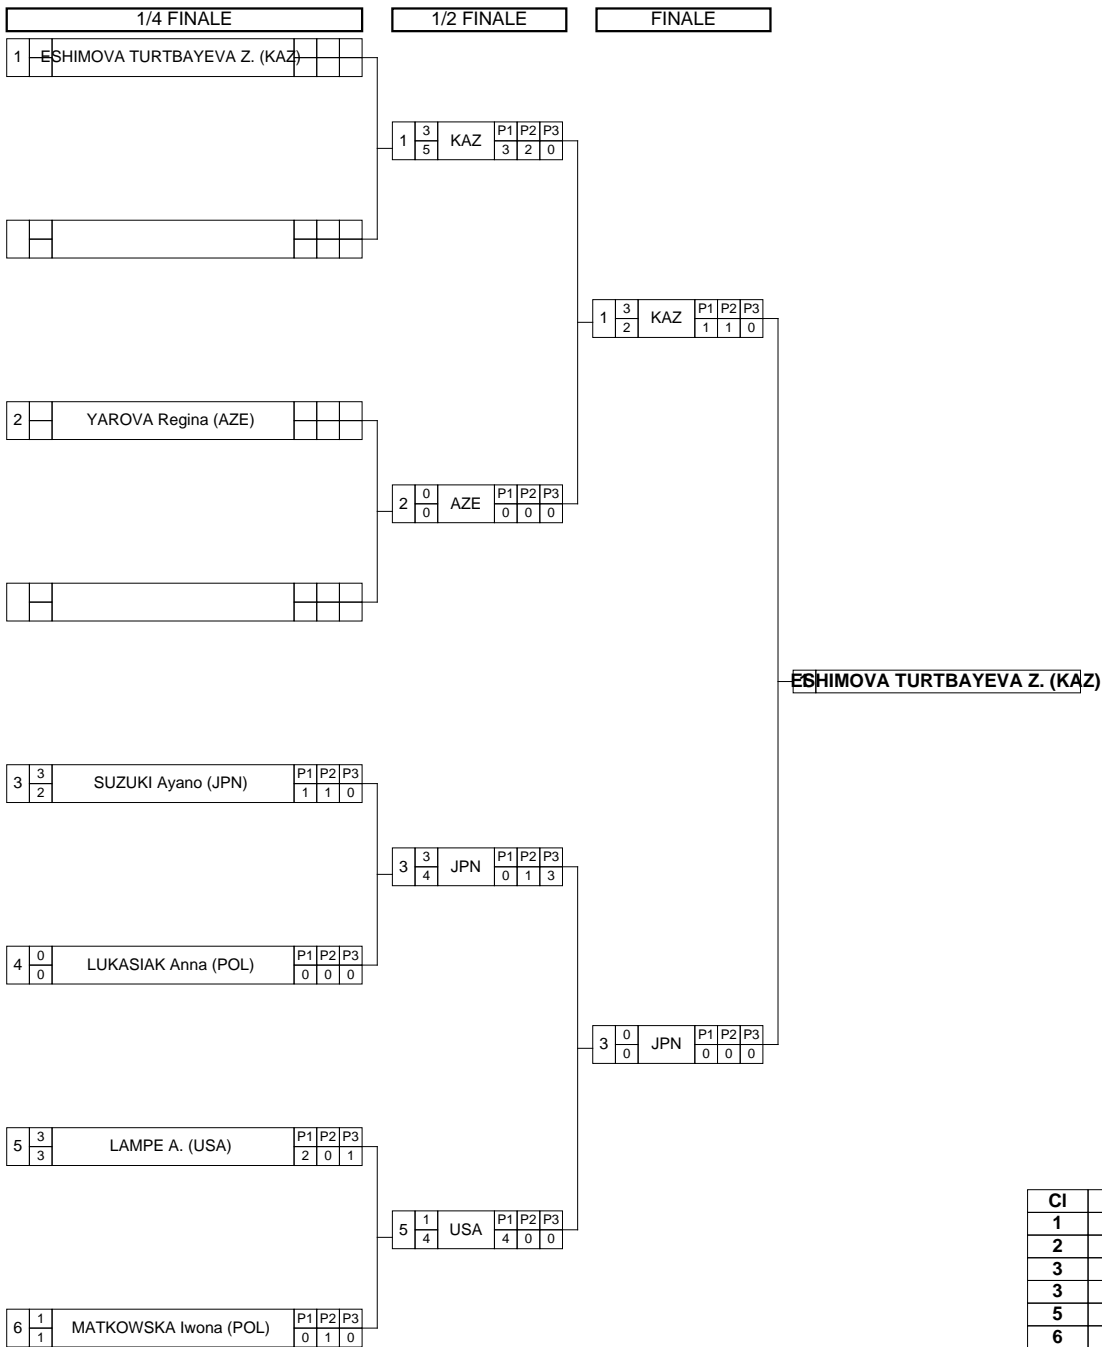 1/4 FINALE 1/2 FINALE FINALE
1 ESHIMOVA TURTBAYEVA Z. (KAZ)
1 3 5 KAZ P1 P2 P3 3 2 0
1 3 2 KAZ P1 P2 P3 1 1 0
2 YAROVA Regina (AZE)
2 0 0 AZE P1 P2 P3 0 0 0
1 ESHIMOVA TURTBAYEVA Z. (KAZ)
3 3 2 SUZUKI Ayano (JPN) P1 P2 P3 1 1 0
3 3 4 JPN P1 P2 P3 0 1 3
4 0 0 LUKASIAK Anna (POL) P1 P2 P3 0 0 0
3 0 0 JPN P1 P2 P3 0 0 0
5 3 3 LAMPE A. (USA) P1 P2 P3 2 0 1
5 1 4 USA P1 P2 P3 4 0 0
6 1 1 MATKOWSKA Iwona (POL) P1 P2 P3 0 1 0
Cl
1
2
3
3
5
6